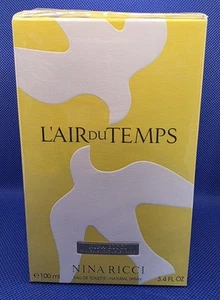 L'AIR DU TEMPS
NINA RICCI
EAU DE TOILETTE NATURAL SPRAY
℮ 100 ml 3.4 FL OZ